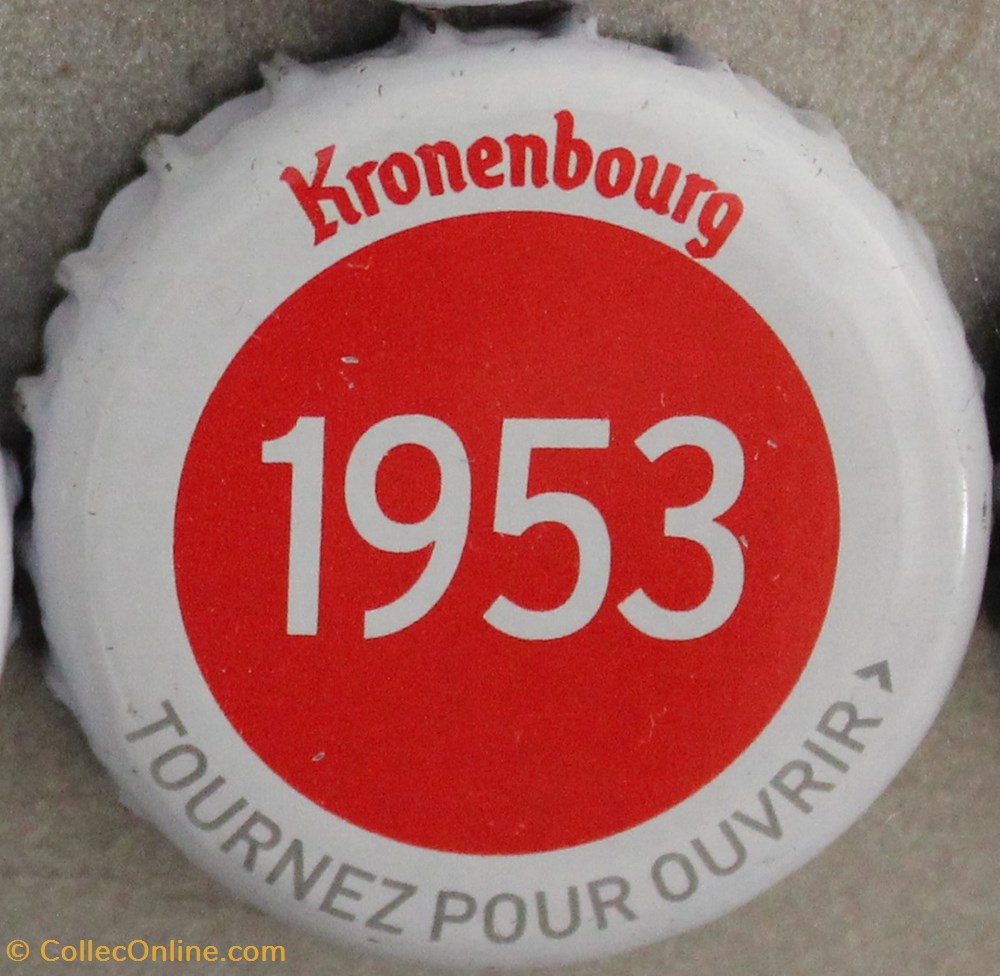 Kronenbourg
1953
TOURNEZ POUR OUVRIR >
© CollecOnline.com